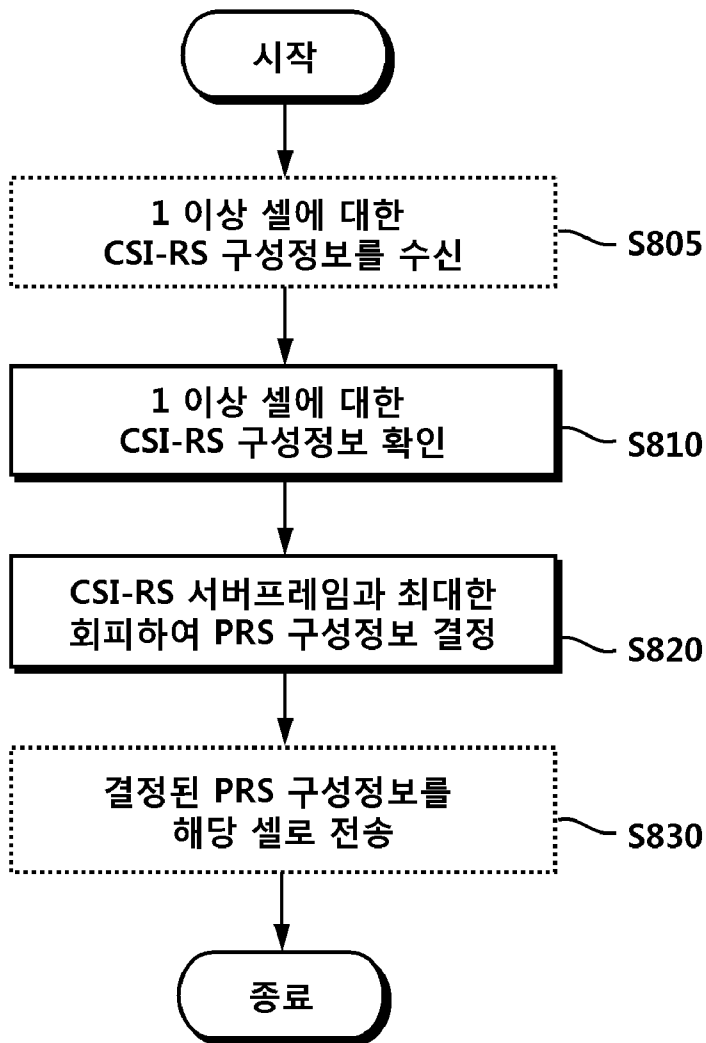 시작
1 이상 셀에 대한
CSI-RS 구성정보를 수신
S805
1 이상 셀에 대한
CSI-RS 구성정보 확인
S810
CSI-RS 서버프레임과 최대한
회피하여 PRS 구성정보 결정
S820
결정된 PRS 구성정보를
해당 셀로 전송
S830
종료